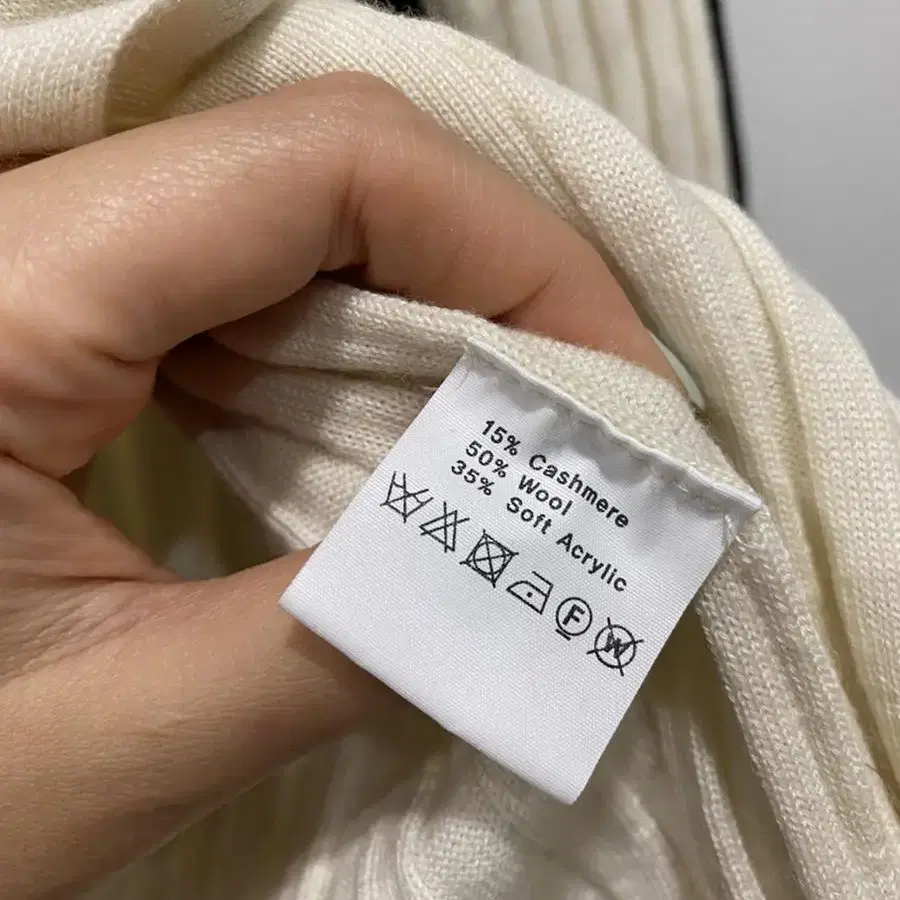 15% Cashmere
50% Wool
35% Soft Acrylic
F W